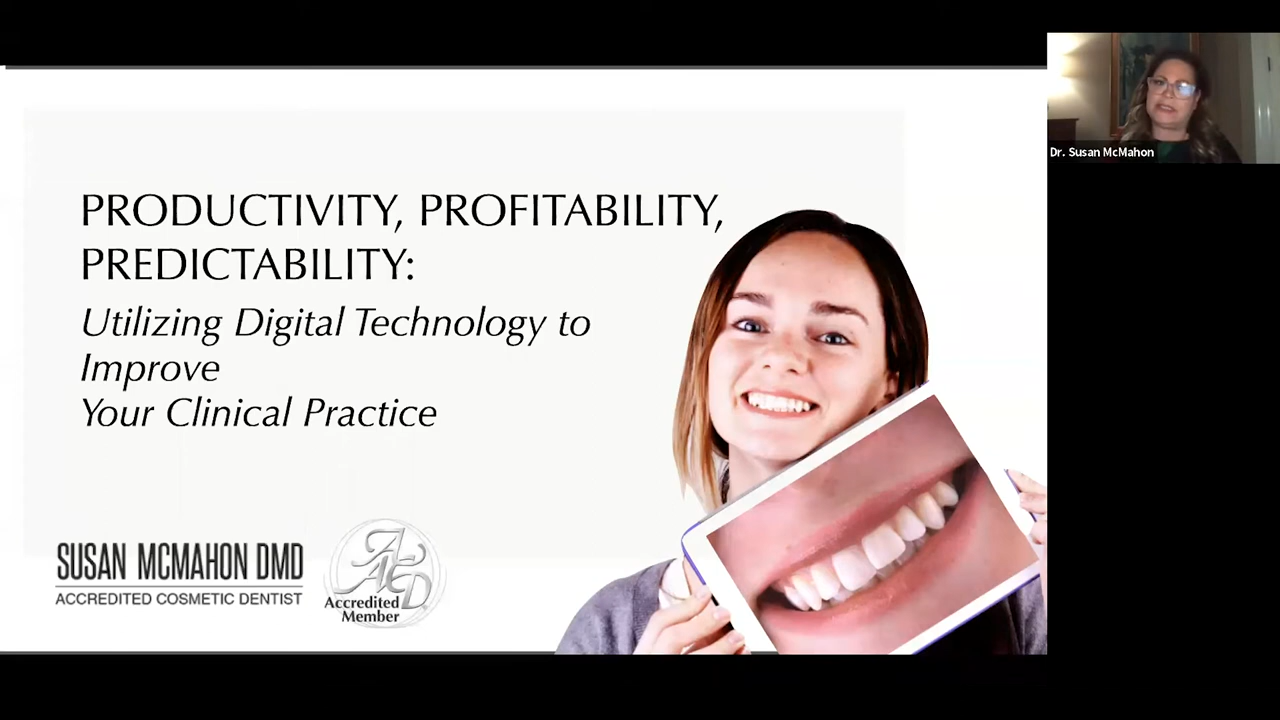 PRODUCTIVITY, PROFITABILITY,
PREDICTABILITY:
Utilizing Digital Technology to
Improve
Your Clinical Practice
SUSAN MCMAHON DMD
ACCREDITED COSMETIC DENTIST
AACD
Accredited
Member
Dr. Susan McMahon